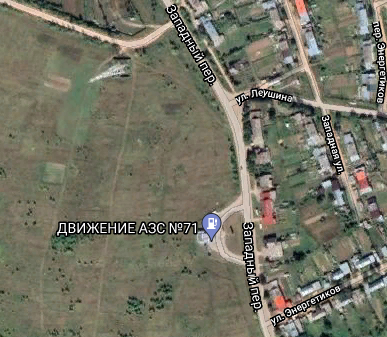 Западный пер.
пер. Энергетиков
ул. Леушина
Западная ул.
ДВИЖЕНИЕ АЗС №71
Западный пер.
ул. Энергетиков